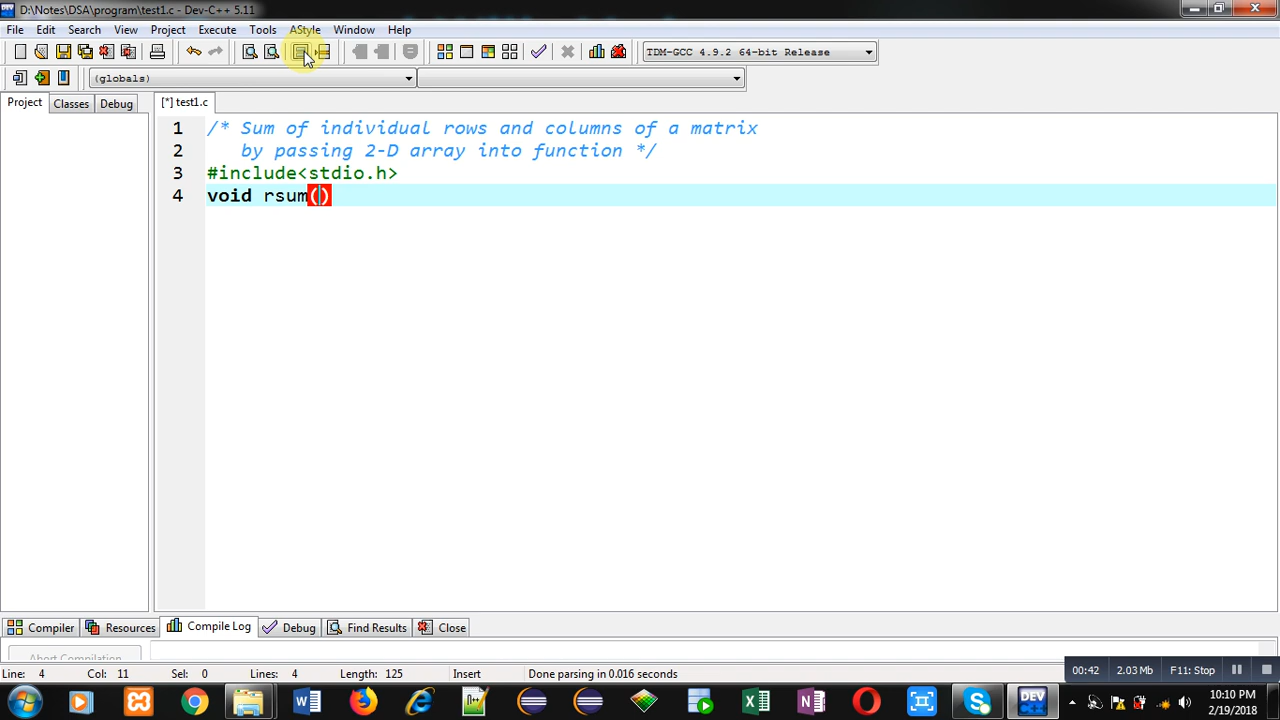 D:\Notes\DSA\program\test1.c - Dev-C++ 5.11
File Edit Search View Project Execute Tools AStyle Window Help
TDM-GCC 4.9.2 64-bit Release
(globals)
Project Classes Debug [*] test1.c
1 /* Sum of individual rows and columns of a matrix
2 by passing 2-D array into function */
3 #include<stdio.h>
4 void rsum()
Compiler Resources Compile Log Debug Find Results Close
Abort Compilation
Line: 4 Col: 11 Sel: 0 Lines: 4 Length: 125 Insert Done parsing in 0.016 seconds
00:42 2.03 Mb F11: Stop
10:10 PM
2/19/2018